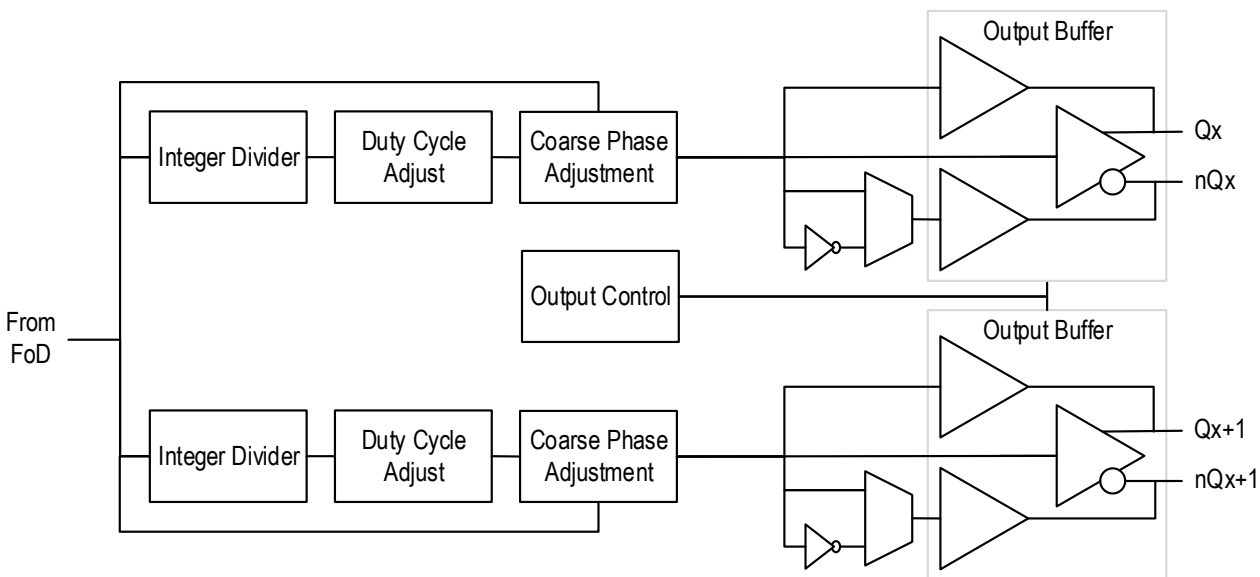 Output Buffer
Integer Divider
Duty Cycle
Adjust
Coarse Phase
Adjustment
Qx
nQx
Output Control
From
FoD
Output Buffer
Integer Divider
Duty Cycle
Adjust
Coarse Phase
Adjustment
Qx+1
nQx+1